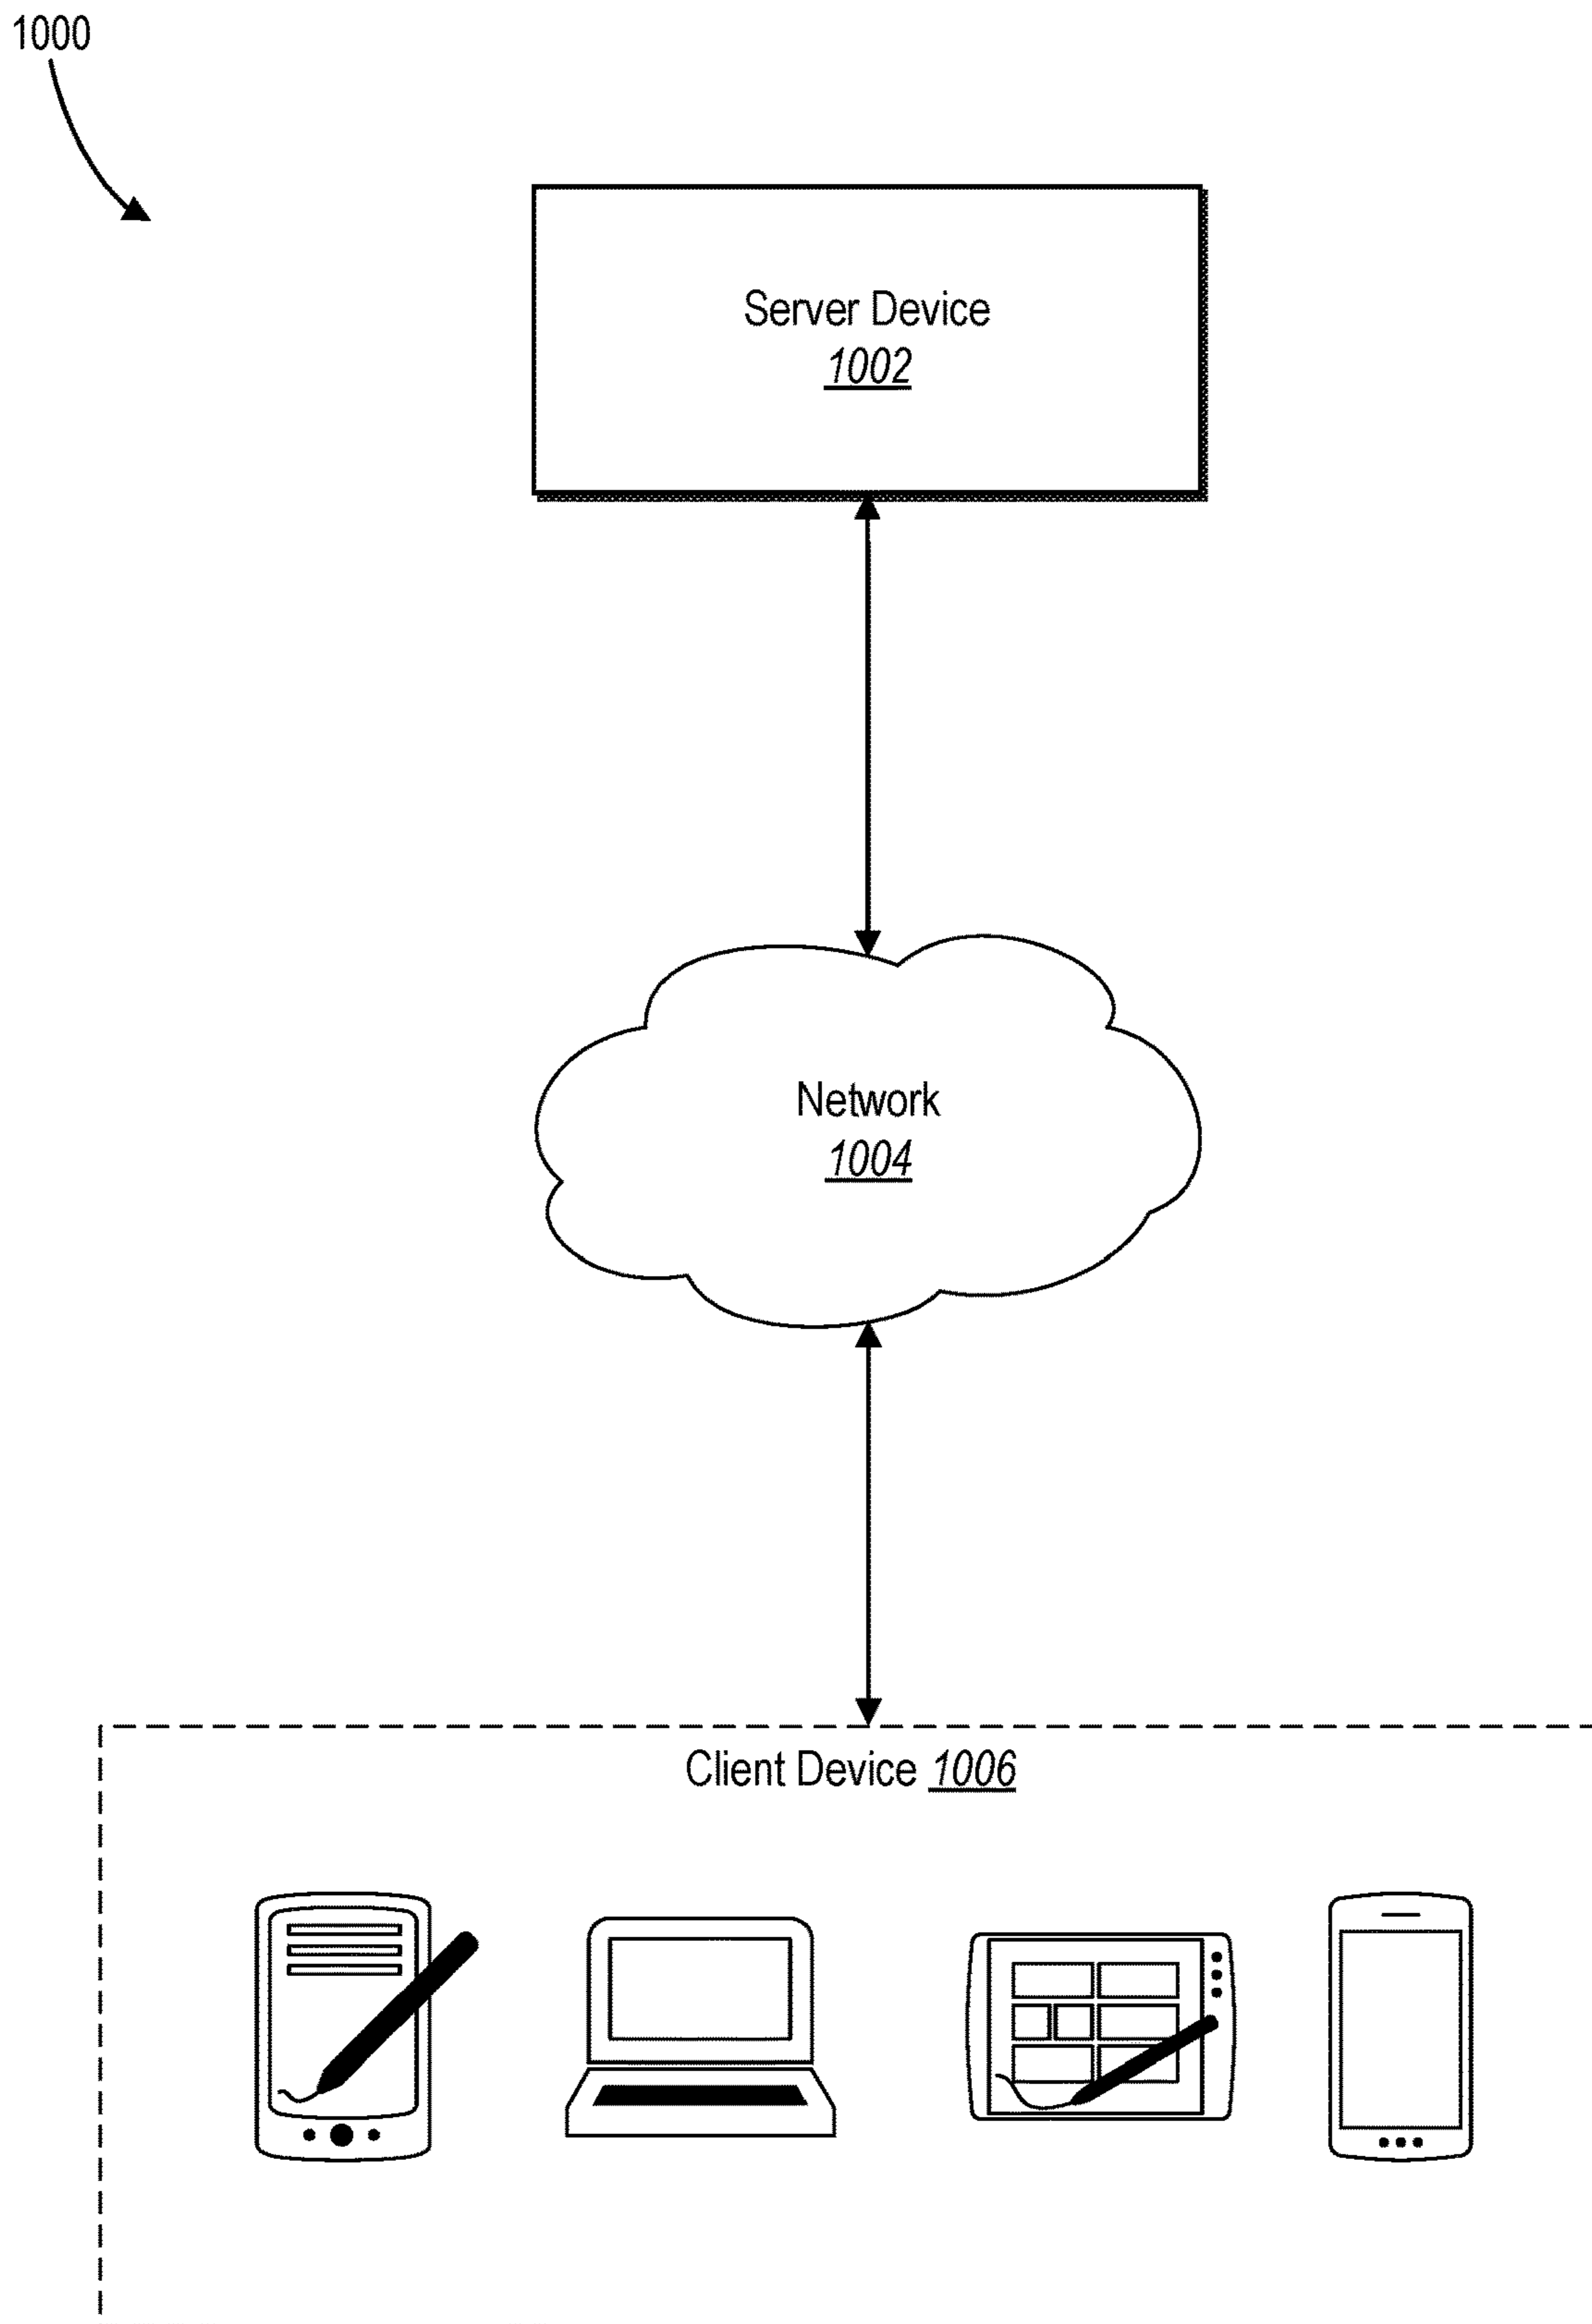 1000
Server Device
1002
Network
1004
Client Device 1006